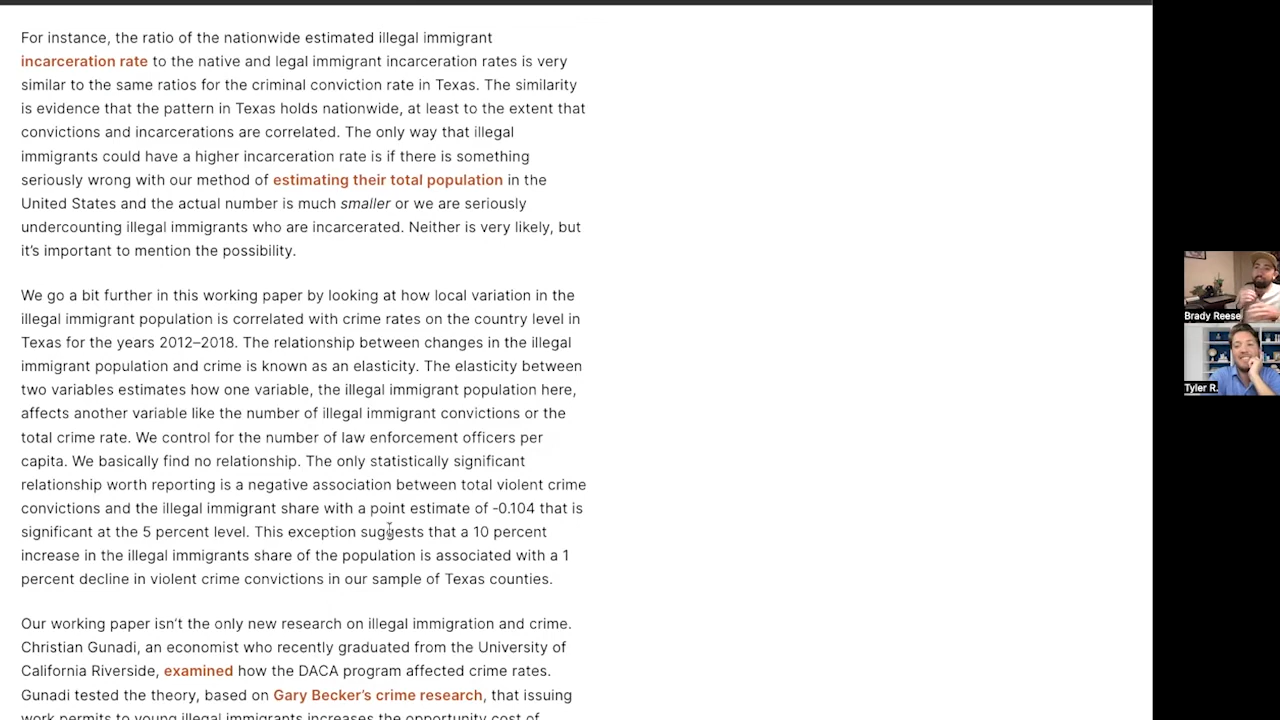 For instance, the ratio of the nationwide estimated illegal immigrant
incarceration rate to the native and legal immigrant incarceration rates is very
similar to the same ratios for the criminal conviction rate in Texas. The similarity
is evidence that the pattern in Texas holds nationwide, at least to the extent that
convictions and incarcerations are correlated. The only way that illegal
immigrants could have a higher incarceration rate is if there is something
seriously wrong with our method of estimating their total population in the
United States and the actual number is much smaller or we are seriously
undercounting illegal immigrants who are incarcerated. Neither is very likely, but
it's important to mention the possibility.
We go a bit further in this working paper by looking at how local variation in the
illegal immigrant population is correlated with crime rates on the country level in
Texas for the years 2012–2018. The relationship between changes in the illegal
immigrant population and crime is known as an elasticity. The elasticity between
two variables estimates how one variable, the illegal immigrant population here,
affects another variable like the number of illegal immigrant convictions or the
total crime rate. We control for the number of law enforcement officers per
capita. We basically find no relationship. The only statistically significant
relationship worth reporting is a negative association between total violent crime
convictions and the illegal immigrant share with a point estimate of -0.104 that is
significant at the 5 percent level. This exception suggests that a 10 percent
increase in the illegal immigrants share of the population is associated with a 1
percent decline in violent crime convictions in our sample of Texas counties.
Our working paper isn't the only new research on illegal immigration and crime.
Christian Gunadi, an economist who recently graduated from the University of
California Riverside, examined how the DACA program affected crime rates.
Gunadi tested the theory, based on Gary Becker's crime research, that issuing
work permits to young illegal immigrants increases the opportunity cost of
Brady Reese
Tyler R.